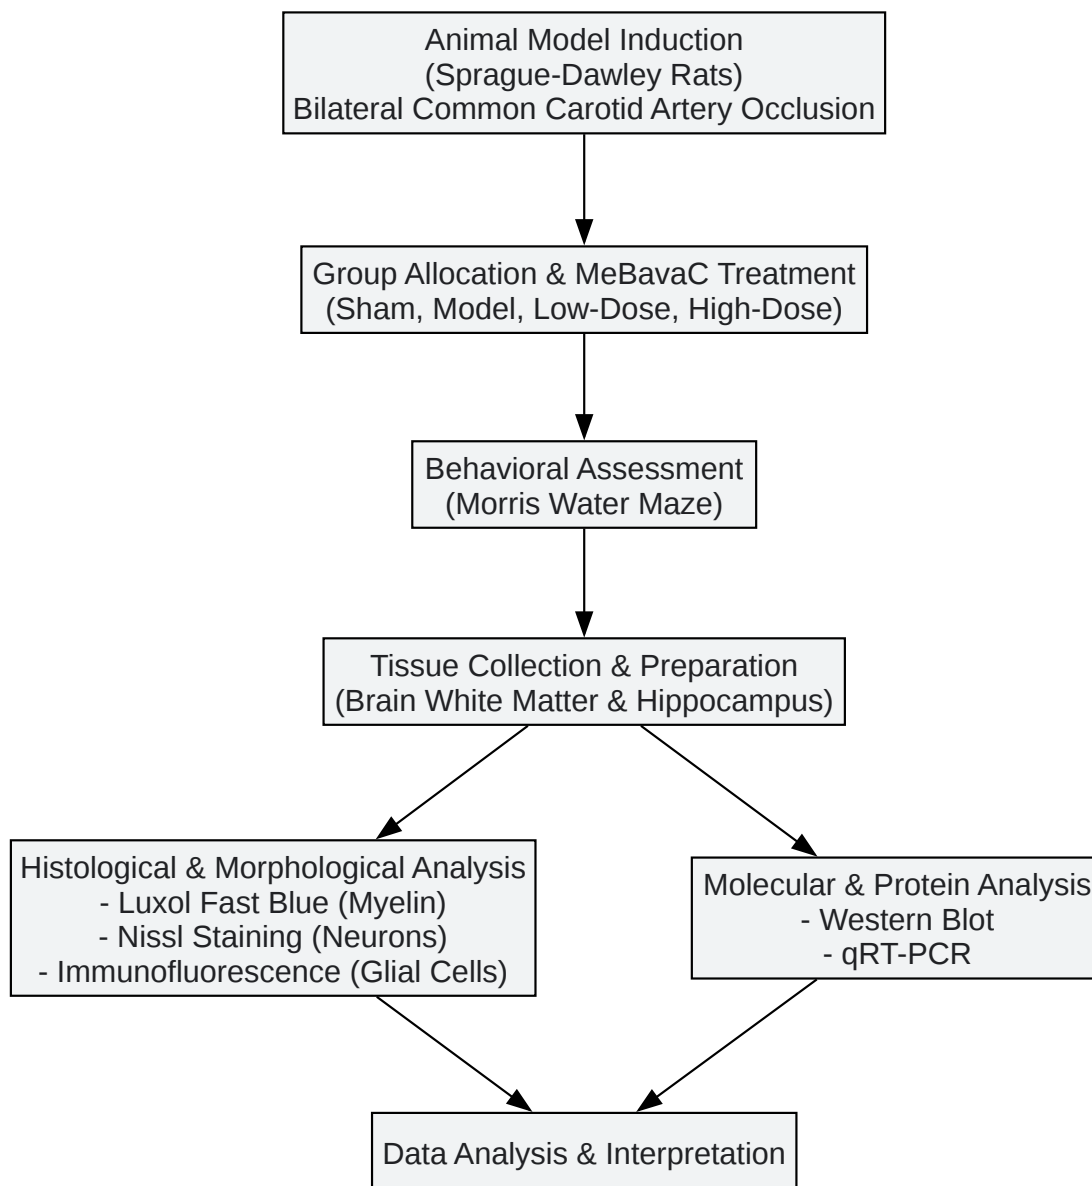 Animal Model Induction
(Sprague-Dawley Rats)
Bilateral Common Carotid Artery Occlusion
Group Allocation & MeBavaC Treatment
(Sham, Model, Low-Dose, High-Dose)
Behavioral Assessment
(Morris Water Maze)
Tissue Collection & Preparation
(Brain White Matter & Hippocampus)
Histological & Morphological Analysis
- Luxol Fast Blue (Myelin)
- Nissl Staining (Neurons)
- Immunofluorescence (Glial Cells)
Molecular & Protein Analysis
- Western Blot
- qRT-PCR
Data Analysis & Interpretation